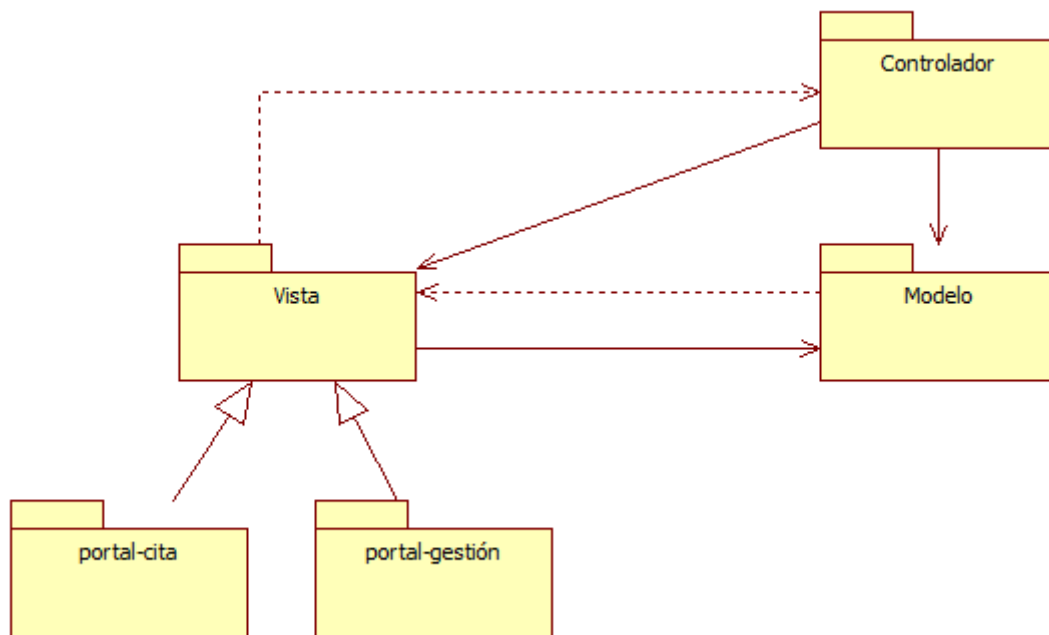 Controlador
Vista
Modelo
portal-cita
portal-gestión